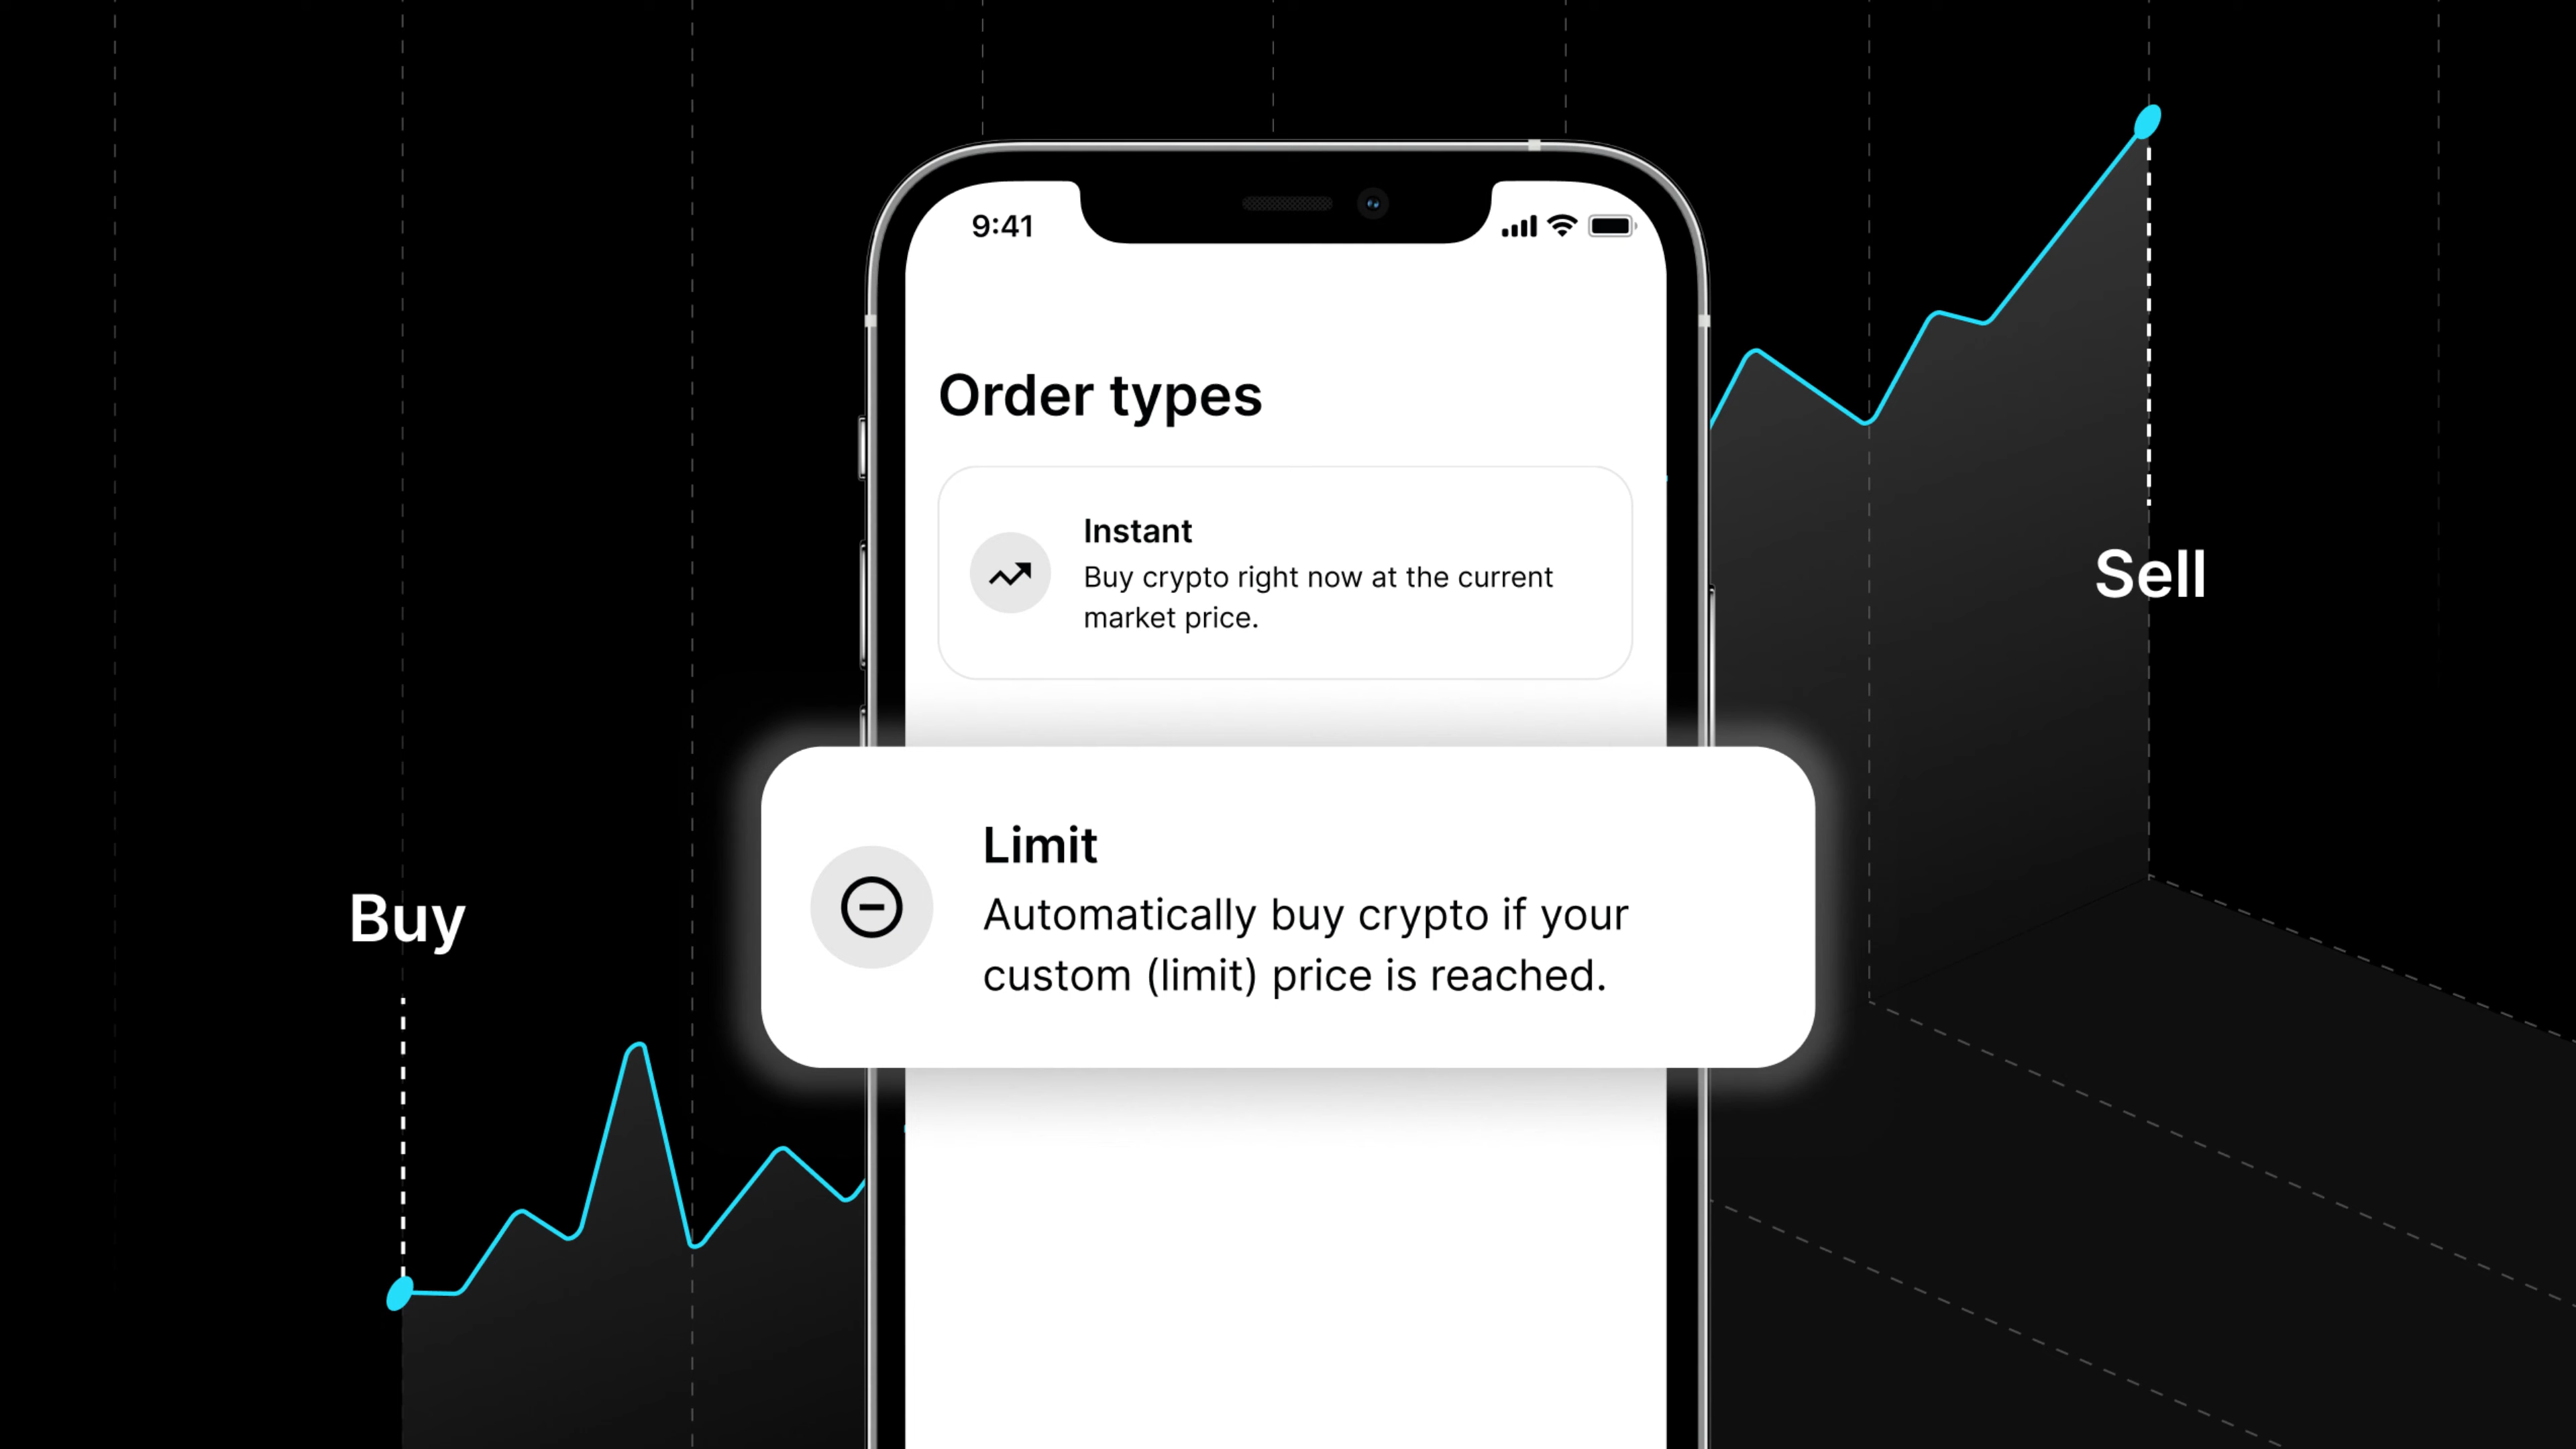 9:41
Order types
Instant
Buy crypto right now at the current
market price.
Sell
Limit
Automatically buy crypto if your
custom (limit) price is reached.
Buy